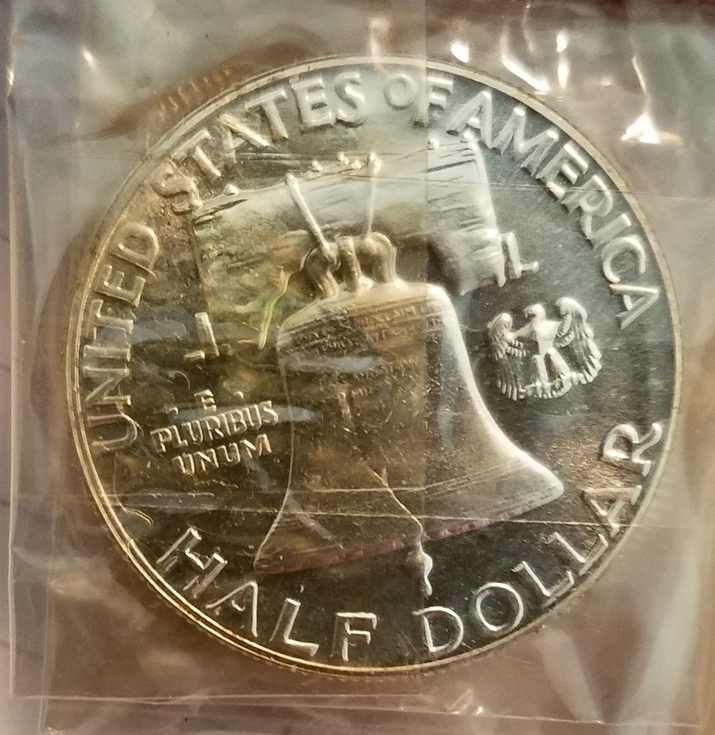 UNITED STATES OF AMERICA
E
PLURIBUS
UNUM
HALF DOLLAR